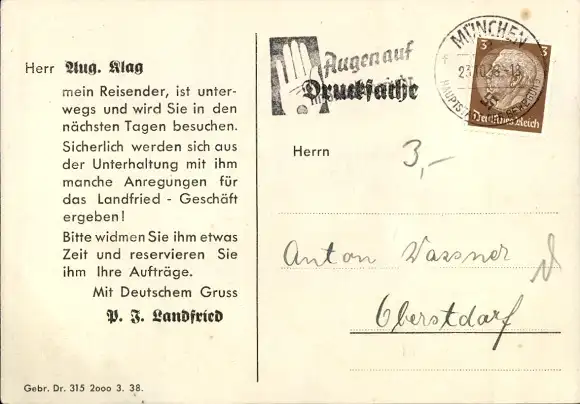 Herr Aug. Klag
mein Reisender, ist unter-
wegs und wird Sie in den
nächsten Tagen besuchen.
Sicherlich werden sich aus
der Unterhaltung mit ihm
manche Anregungen für
das Landfried - Geschäft
ergeben!
Bitte widmen Sie ihm etwas
Zeit und reservieren Sie
ihm Ihre Aufträge.
Mit Deutschem Gruss
P. J. Landfried
Gebr. Dr. 315 2000 3. 38.
Augen auf
Drucksache
MÜNCHEN
3 3
Deutsches Reich
Herrn
3,-
Anton Wassner
Oberstdorf